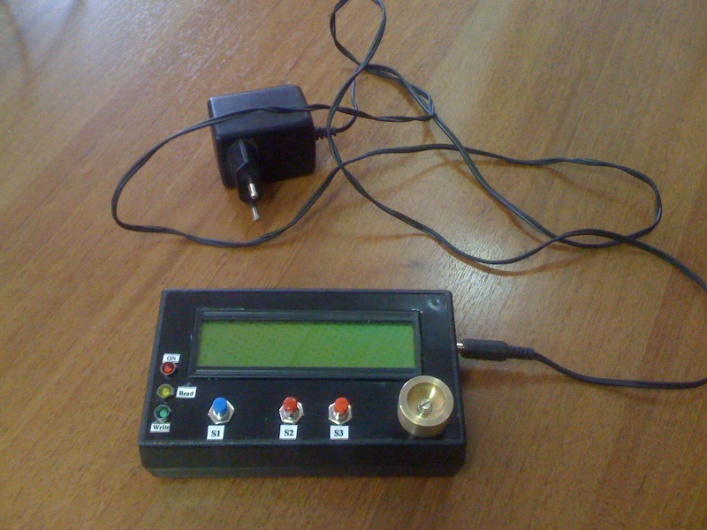 ON
Read
Write
S1
S2
S3